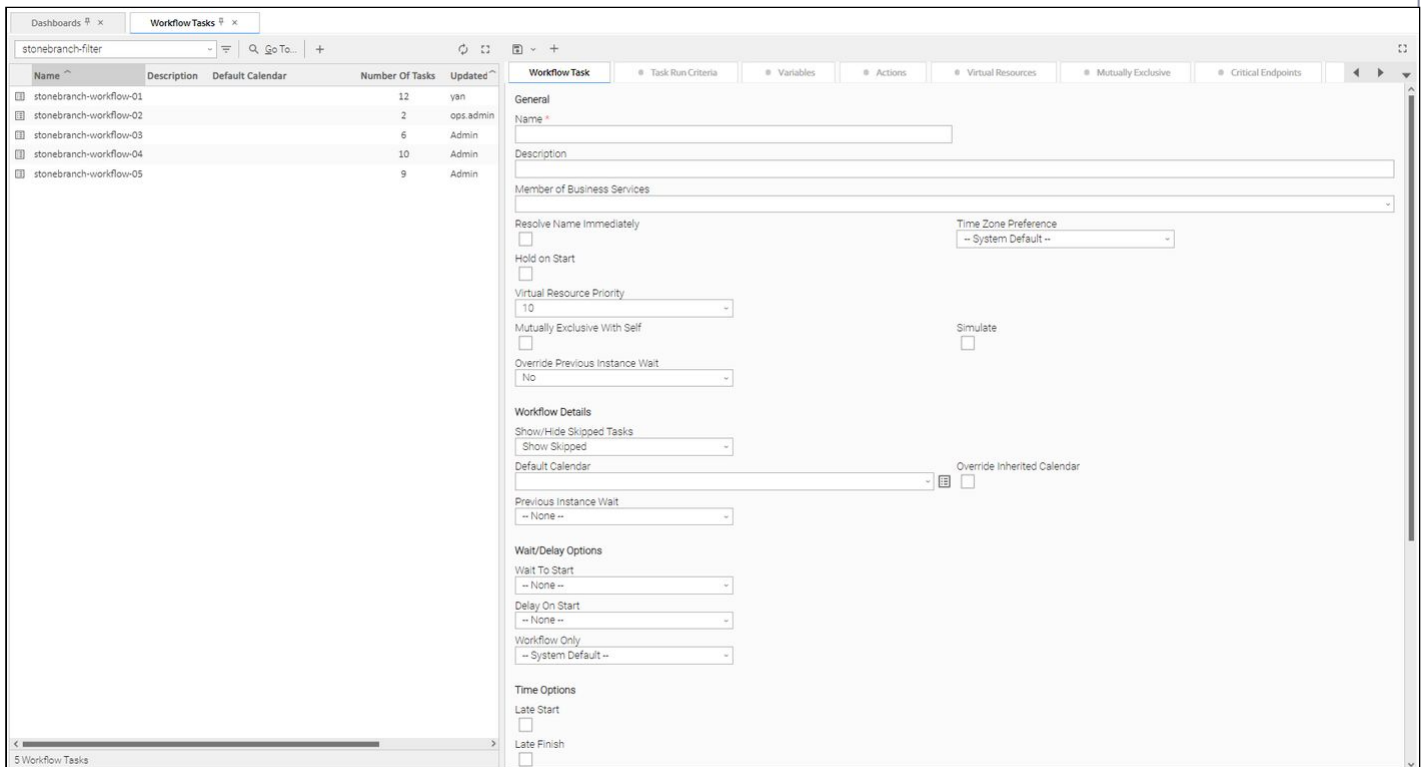 Dashboards ×
Workflow Tasks ×
stonebranch-filter Go To...
Name Description Default Calendar Number Of Tasks Updated
stonebranch-workflow-01 12 yan
stonebranch-workflow-02 2 ops.admin
stonebranch-workflow-03 6 Admin
stonebranch-workflow-04 10 Admin
stonebranch-workflow-05 9 Admin
5 Workflow Tasks
Workflow Task Task Run Criteria Variables Actions Virtual Resources Mutually Exclusive Critical Endpoints
General
Name *
Description
Member of Business Services
Resolve Name Immediately Time Zone Preference
-- System Default --
Hold on Start
Virtual Resource Priority
10
Mutually Exclusive With Self Simulate
Override Previous Instance Wait
No
Workflow Details
Show/Hide Skipped Tasks
Show Skipped
Default Calendar Override Inherited Calendar
Previous Instance Wait
-- None --
Wait/Delay Options
Wait To Start
-- None --
Delay On Start
-- None --
Workflow Only
-- System Default --
Time Options
Late Start
Late Finish